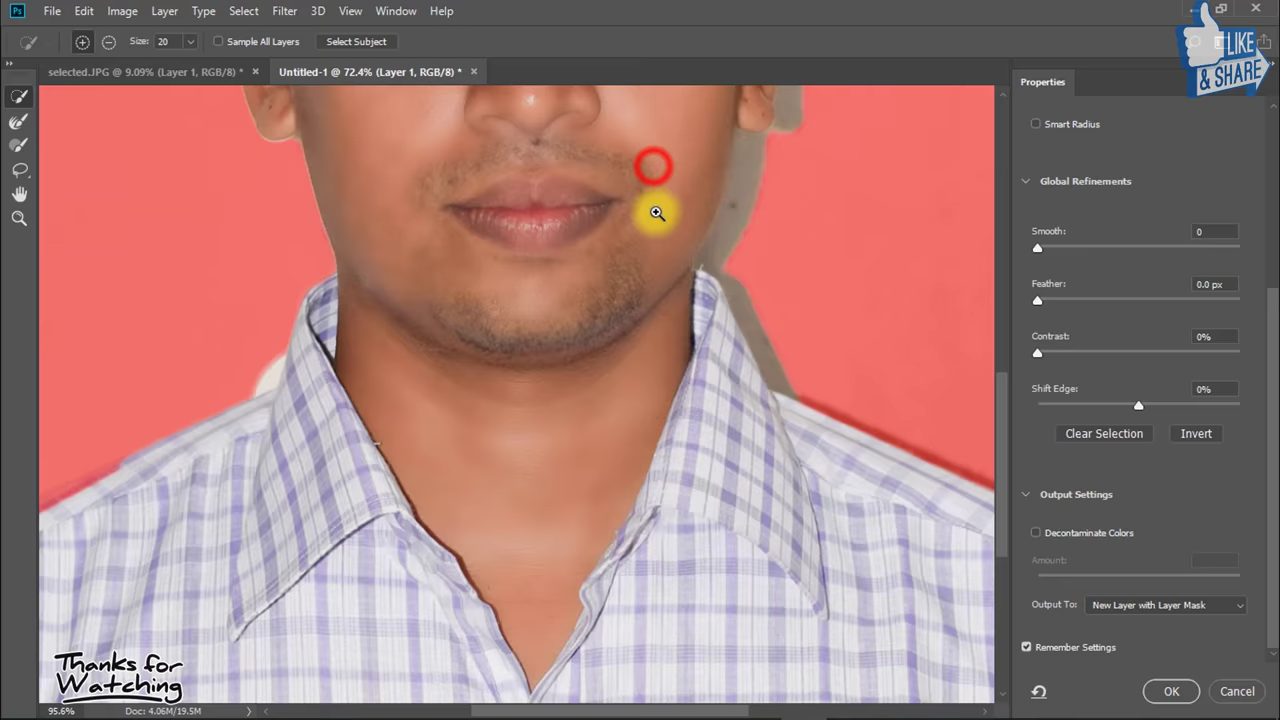 Ps File Edit Image Layer Type Select Filter 3D View Window Help
Size: 20 Sample All Layers Select Subject
LIKE
& SHARE
selected.JPG @ 9.09% (Layer 1, RGB/8) * Untitled-1 @ 72.4% (Layer 1, RGB/8) *
Properties
Smart Radius
Global Refinements
Smooth: 0
Feather: 0.0 px
Contrast: 0%
Shift Edge: 0%
Clear Selection Invert
Output Settings
Decontaminate Colors
Amount:
Output To: New Layer with Layer Mask
Remember Settings
OK Cancel
Thanks for
Watching
95.6% Doc: 4.06M/19.5M